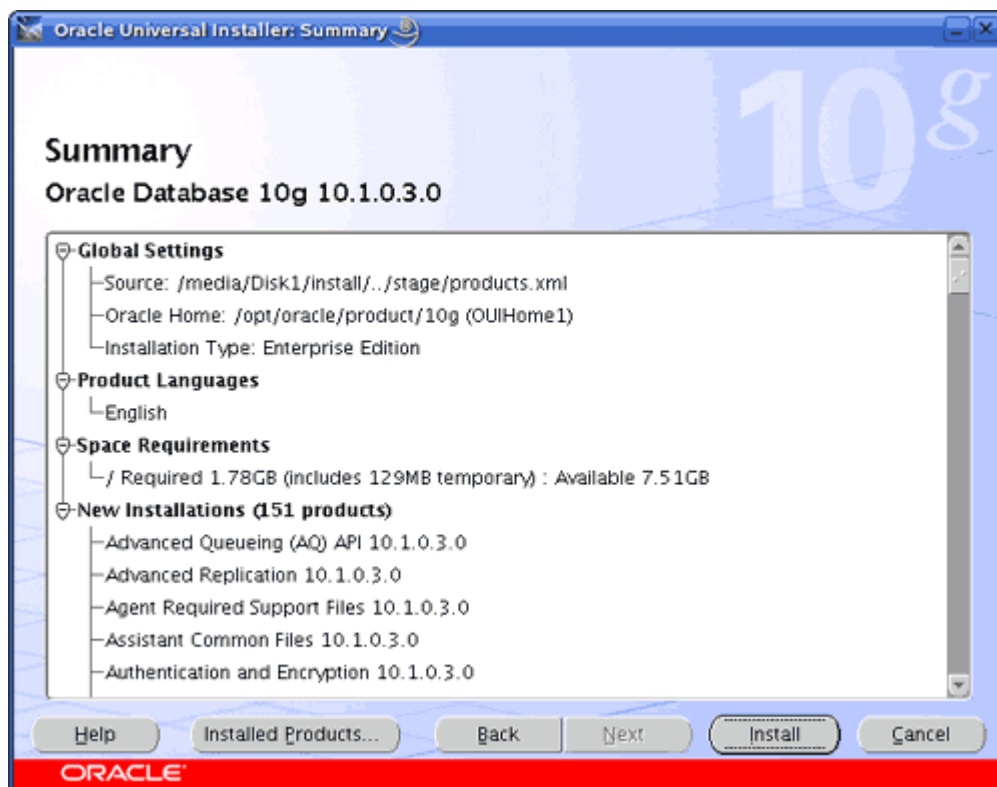 Oracle Universal Installer: Summary
10g
Summary
Oracle Database 10g 10.1.0.3.0
Global Settings
Source: /media/Disk1/install/../stage/products.xml
Oracle Home: /opt/oracle/product/10g (OUIHome1)
Installation Type: Enterprise Edition
Product Languages
English
Space Requirements
/ Required 1.78GB (includes 129MB temporary) : Available 7.51GB
New Installations (151 products)
Advanced Queueing (AQ) API 10.1.0.3.0
Advanced Replication 10.1.0.3.0
Agent Required Support Files 10.1.0.3.0
Assistant Common Files 10.1.0.3.0
Authentication and Encryption 10.1.0.3.0
Help Installed Products... Back Next Install Cancel
ORACLE